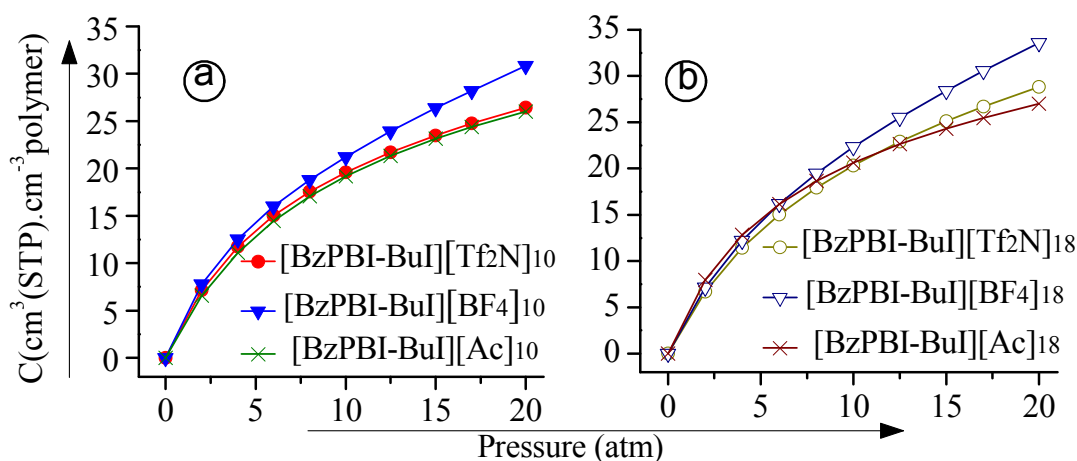 C(cm³(STP).cm⁻³polymer)
a
35
30
25
20
15
10
5
0
[BzPBI-BuI][Tf2N]10
[BzPBI-BuI][BF4]10
[BzPBI-BuI][Ac]10
0 5 10 15 20
b
35
30
25
20
15
10
5
0
[BzPBI-BuI][Tf2N]18
[BzPBI-BuI][BF4]18
[BzPBI-BuI][Ac]18
0 5 10 15 20
Pressure (atm)